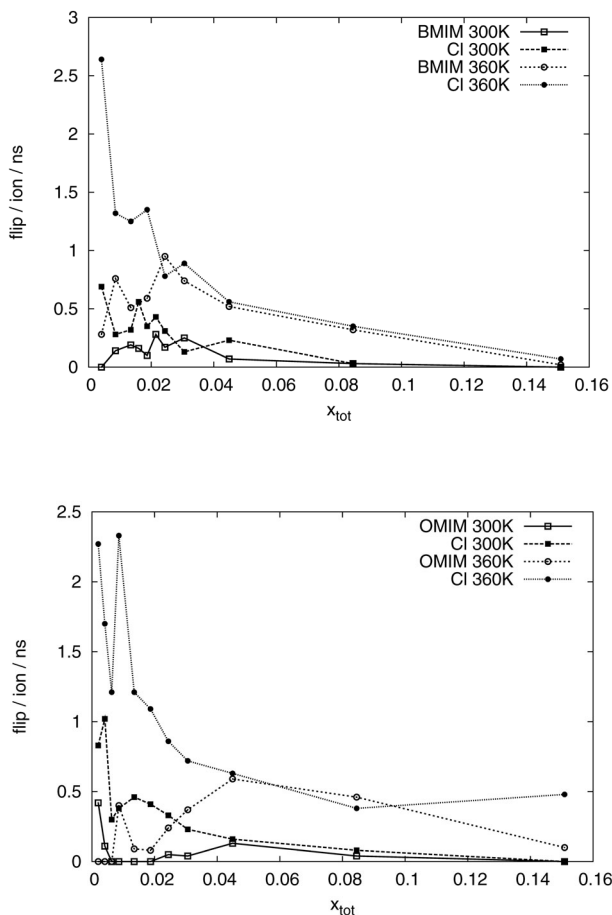 3
2.5
2
1.5
1
0.5
0
flip / ion / ns
BMIM 300K
Cl 300K
BMIM 360K
Cl 360K
0 0.02 0.04 0.06 0.08 0.1 0.12 0.14 0.16
xtot
2.5
2
1.5
1
0.5
0
flip / ion / ns
OMIM 300K
Cl 300K
OMIM 360K
Cl 360K
0 0.02 0.04 0.06 0.08 0.1 0.12 0.14 0.16
xtot